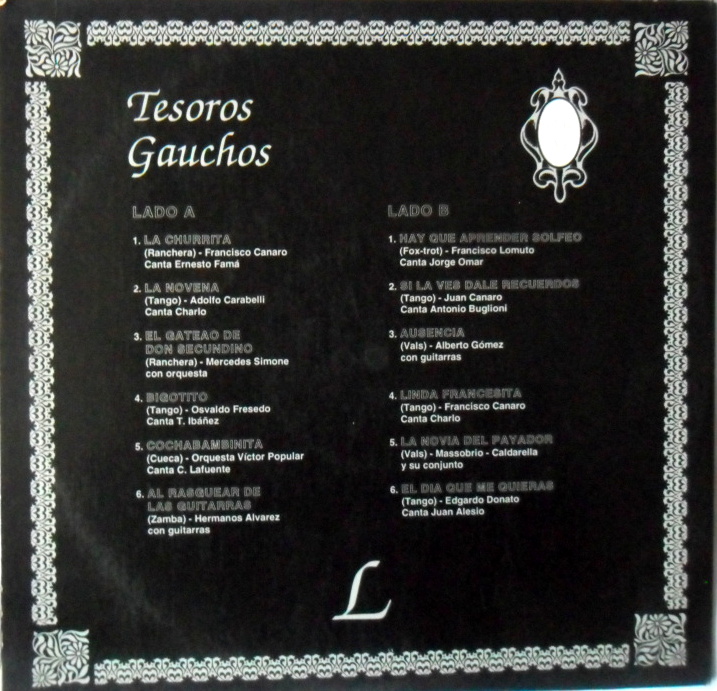 Tesoros
Gauchos
LADO A
1. LA CHURRITA
(Ranchera) - Francisco Canaro
Canta Ernesto Famá
2. LA NOVENA
(Tango) - Adolfo Carabelli
Canta Charlo
3. EL GATEAO DE
DON SECUNDINO
(Ranchera) - Mercedes Simone
con orquesta
4. BIGOTITO
(Tango) - Osvaldo Fresedo
Canta T. Ibáñez
5. COCHABAMBINITA
(Cueca) - Orquesta Víctor Popular
Canta C. Lafuente
6. AL RASQUEAR DE
LAS GUITARRAS
(Zamba) - Hermanos Alvarez
con guitarras
LADO B
1. HAY QUE APRENDER SOLFEO
(Fox-trot) - Francisco Lomuto
Canta Jorge Omar
2. SI LA VES DALE RECUERDOS
(Tango) - Juan Canaro
Canta Antonio Buglioni
3. AUSENCIA
(Vals) - Alberto Gómez
con guitarras
4. LINDA FRANCESITA
(Tango) - Francisco Canaro
Canta Charlo
5. LA NOVIA DEL PAYADOR
(Vals) - Massobrio - Caldarella
y su conjunto
6. EL DIA QUE ME QUIERAS
(Tango) - Edgardo Donato
Canta Juan Alesio
L